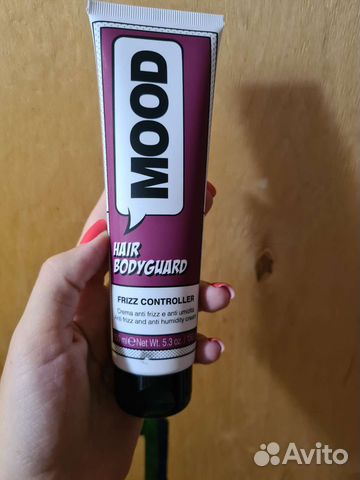 MOOD
HAIR
BODYGUARD
FRIZZ CONTROLLER
Crema anti frizz e anti umidità
Anti frizz and anti humidity cream
ml e Net Wt. 5.3 oz.
Avito